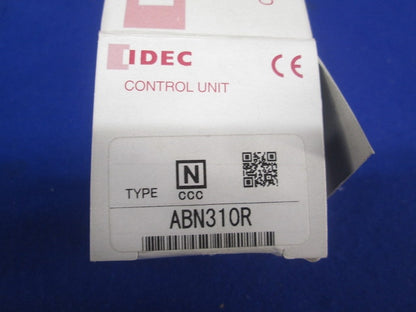 IDEC
CE
CONTROL UNIT
TYPE
N
CCC
ABN310R